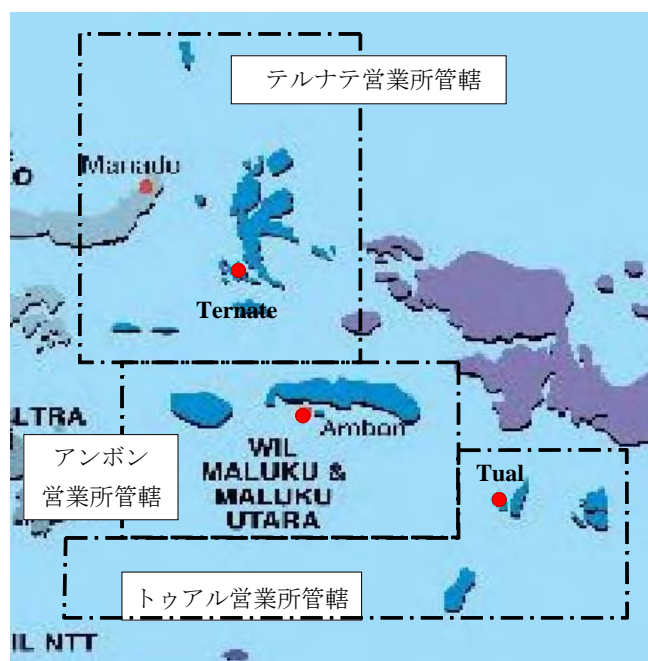 テルナテ営業所管轄
Manado
Ternate
LTRA
Ambon
アンボン
営業所管轄
WIL
MALUKU &
MALUKU
UTARA
Tual
トゥアル営業所管轄
IL NTT